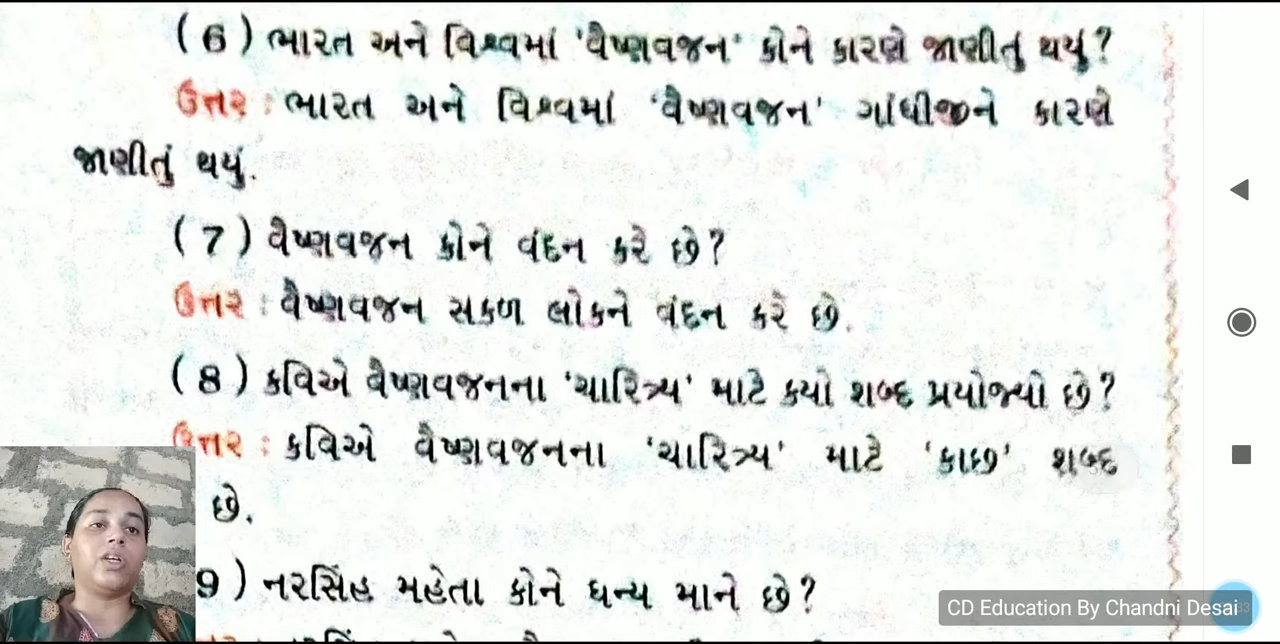 (6) ભારત અને વિશ્વમાં 'વૈષ્ણવજન' કોને કારણે જાણીતું થયું?
ઉત્તર : ભારત અને વિશ્વમાં 'વૈષ્ણવજન' ગાંધીજીને કારણે
જાણીતું થયું.
(7) વૈષ્ણવજન કોને વંદન કરે છે?
ઉત્તર : વૈષ્ણવજન સકળ લોકને વંદન કરે છે.
(8) કવિએ વૈષ્ણવજનના 'ચારિત્ર્ય' માટે કયો શબ્દ પ્રયોજ્યો છે?
ઉત્તર : કવિએ વૈષ્ણવજનના 'ચારિત્ર્ય' માટે 'કાછ' શબ્દ
છે.
9) નરસિંહ મહેતા કોને ધન્ય માને છે?
CD Education By Chandni Desai